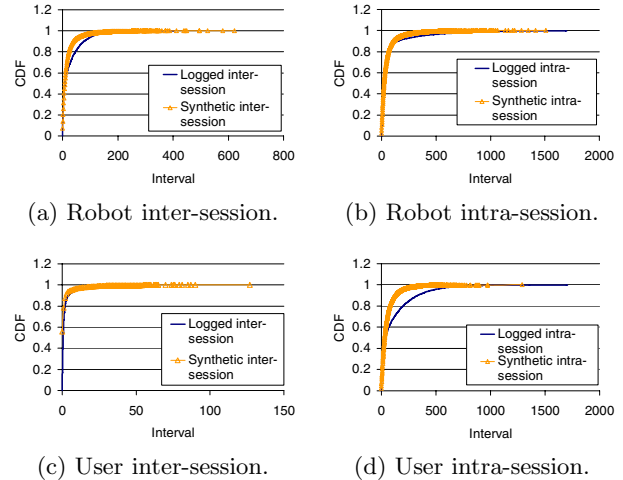 1.2
1
0.8
0.6
0.4
0.2
0
CDF
Logged inter-
session
Synthetic inter-
session
0 200 400 600 800
Interval
(a) Robot inter-session.
1.2
1
0.8
0.6
0.4
0.2
0
CDF
Logged intra-
session
Synthetic intra-
session
0 500 1000 1500 2000
Interval
(b) Robot intra-session.
1.2
1
0.8
0.6
0.4
0.2
0
CDF
Logged inter-
session
Synthetic inter-
session
0 50 100 150
Interval
(c) User inter-session.
1.2
1
0.8
0.6
0.4
0.2
0
CDF
Logged intra-
session
Synthetic intra-
session
0 500 1000 1500 2000
Interval
(d) User intra-session.